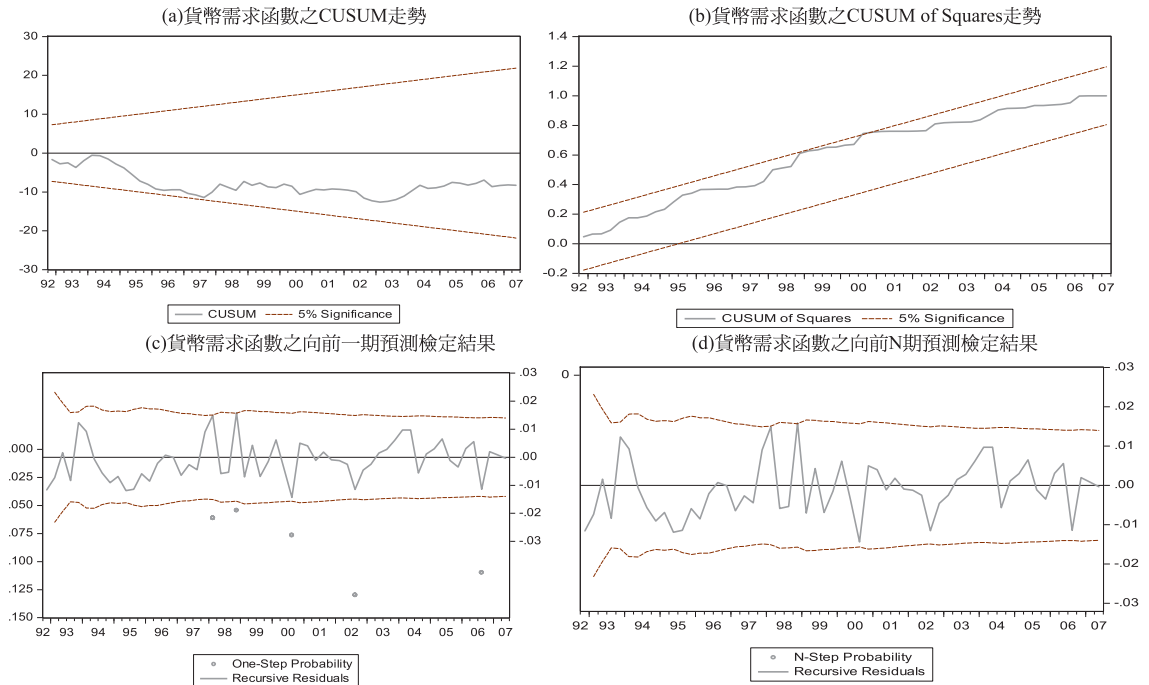 (a)貨幣需求函數之CUSUM走勢
30
20
10
0
-10
-20
-30
92 93 94 95 96 97 98 99 00 01 02 03 04 05 06 07
CUSUM 5% Significance
(b)貨幣需求函數之CUSUM of Squares走勢
1.4
1.2
1.0
0.8
0.6
0.4
0.2
0.0
-0.2
92 93 94 95 96 97 98 99 00 01 02 03 04 05 06 07
CUSUM of Squares 5% Significance
(c)貨幣需求函數之向前一期預測檢定結果
.03
.02
.01
.00
-.01
-.02
-.03
.000
.025
.050
.075
.100
.125
.150
92 93 94 95 96 97 98 99 00 01 02 03 04 05 06 07
One-Step Probability
Recursive Residuals
(d)貨幣需求函數之向前N期預測檢定結果
0
.03
.02
.01
.00
-.01
-.02
-.03
92 93 94 95 96 97 98 99 00 01 02 03 04 05 06 07
N-Step Probability
Recursive Residuals